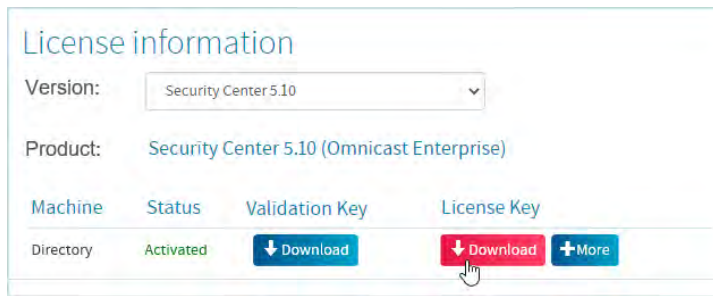 License information
Version: Security Center 5.10
Product: Security Center 5.10 (Omnicast Enterprise)
Machine Status Validation Key License Key
Directory Activated Download Download +More